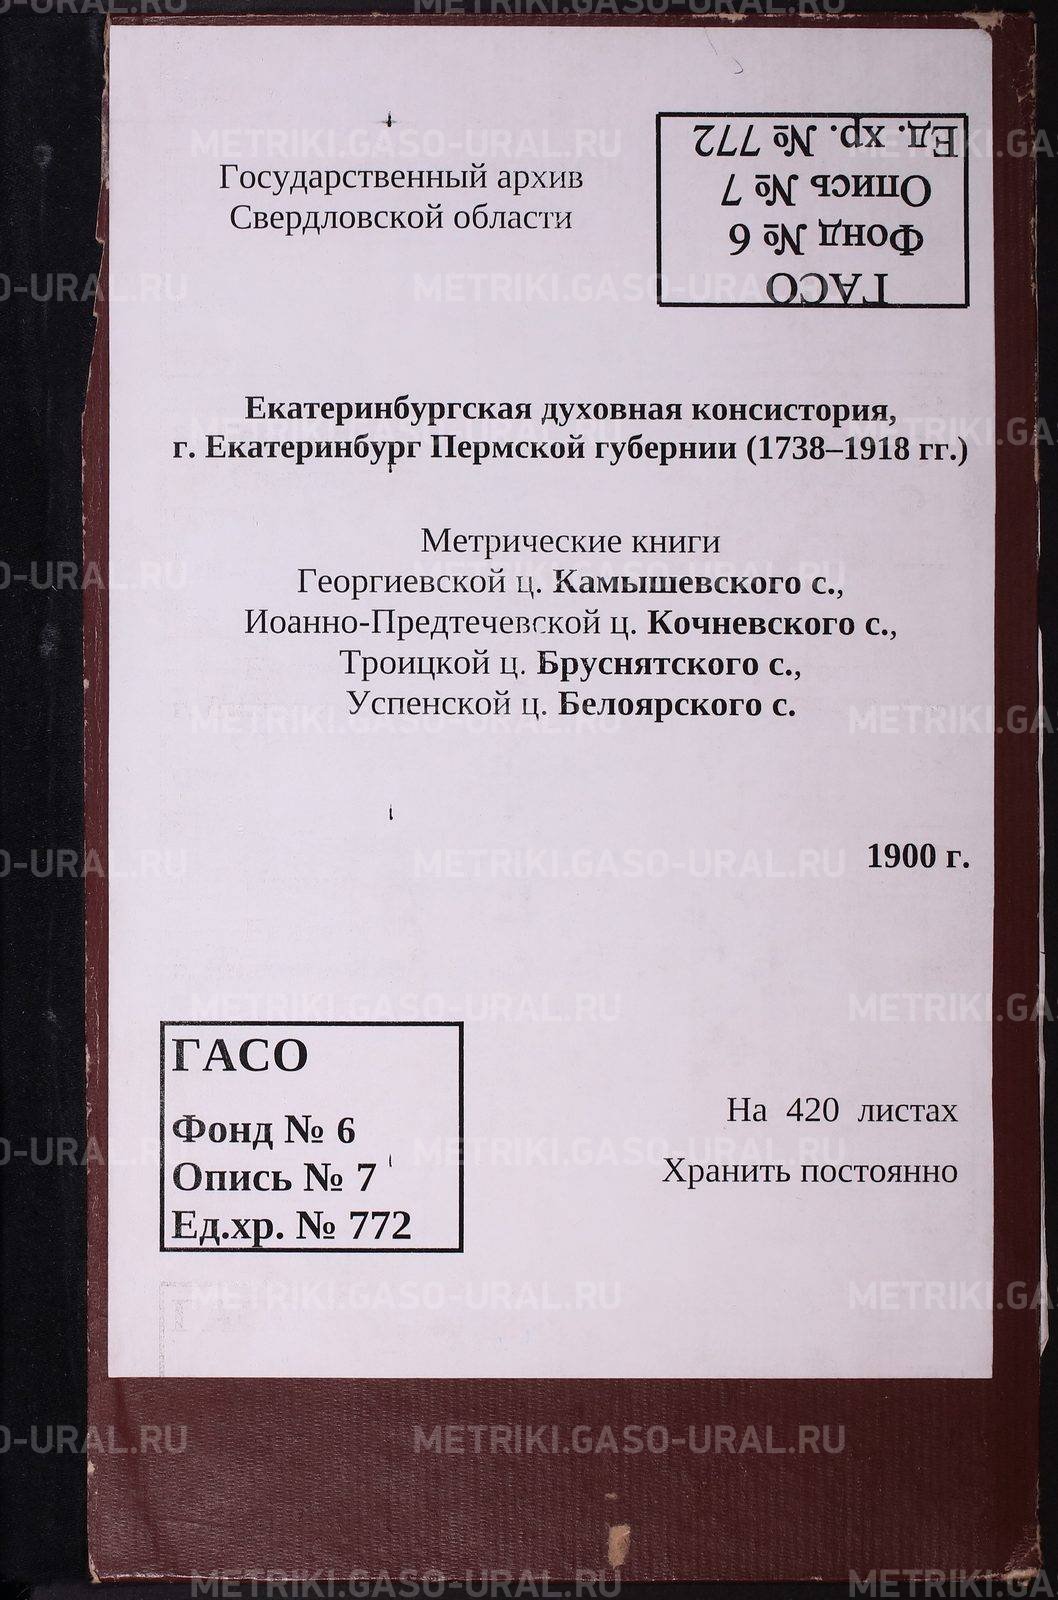 Государственный архив
Свердловской области
ГАСО
Фонд № 6
Опись № 7
Ед. хр. № 772
Екатеринбургская духовная консистория,
г. Екатеринбург Пермской губернии (1738–1918 гг.)
Метрические книги
Георгиевской ц. Камышевского с.,
Иоанно-Предтечевской ц. Кочневского с.,
Троицкой ц. Бруснятского с.,
Успенской ц. Белоярского с.
1900 г.
ГАСО
Фонд № 6
Опись № 7
Ед.хр. № 772
На 420 листах
Хранить постоянно
METRIKI.GASO-URAL.RU